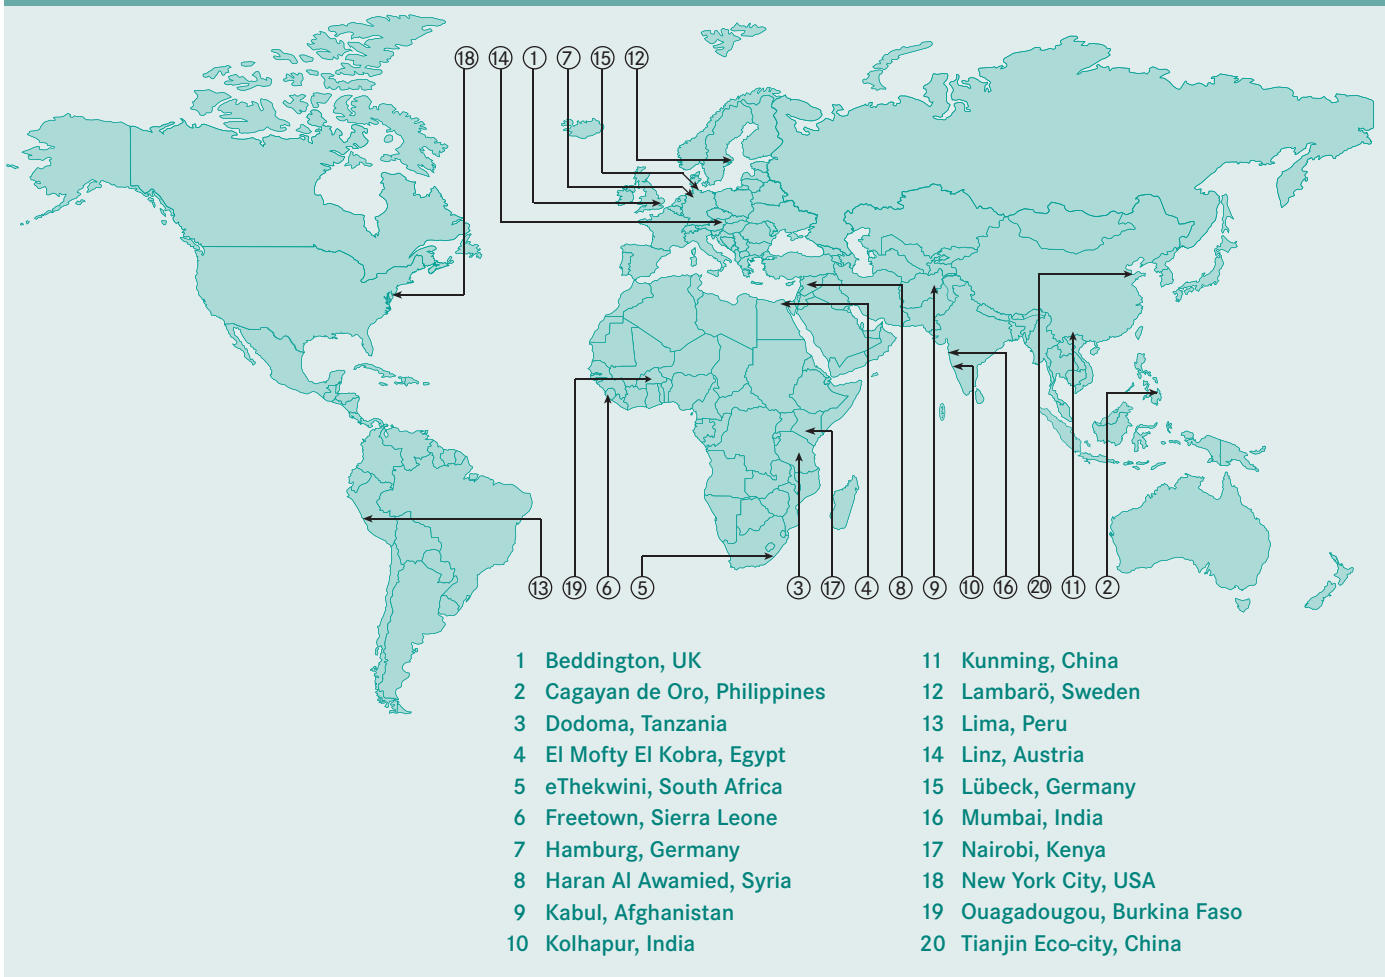 18 14 1 7 15 12
13 19 6 5 3 17 4 8 9 10 16 20 11 2
1 Beddington, UK
2 Cagayan de Oro, Philippines
3 Dodoma, Tanzania
4 El Mofty El Kobra, Egypt
5 eThekwini, South Africa
6 Freetown, Sierra Leone
7 Hamburg, Germany
8 Haran Al Awamied, Syria
9 Kabul, Afghanistan
10 Kolhapur, India
11 Kunming, China
12 Lambarö, Sweden
13 Lima, Peru
14 Linz, Austria
15 Lübeck, Germany
16 Mumbai, India
17 Nairobi, Kenya
18 New York City, USA
19 Ouagadougou, Burkina Faso
20 Tianjin Eco-city, China